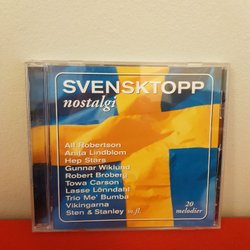 SVENSKTOPP
nostalgi
Alf Robertson
Anita Lindblom
Hep Stars
Gunnar Wiklund
Robert Broberg
Towa Carson
Lasse Lönndahl
Trio Me' Bumba
Vikingarna
Sten & Stanley m fl.
20
melodier